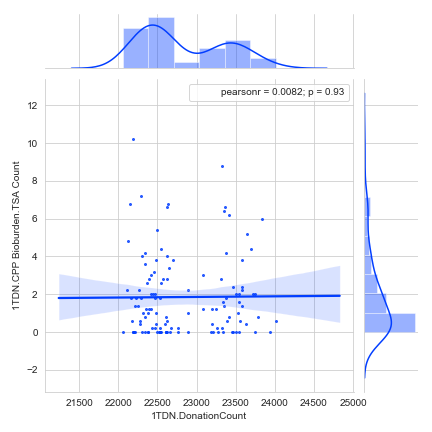 pearsonr = 0.0082; p = 0.93
12
10
8
6
4
2
0
−2
1TDN.CPP Bioburden.TSA Count
21500 22000 22500 23000 23500 24000 24500 25000
1TDN.DonationCount